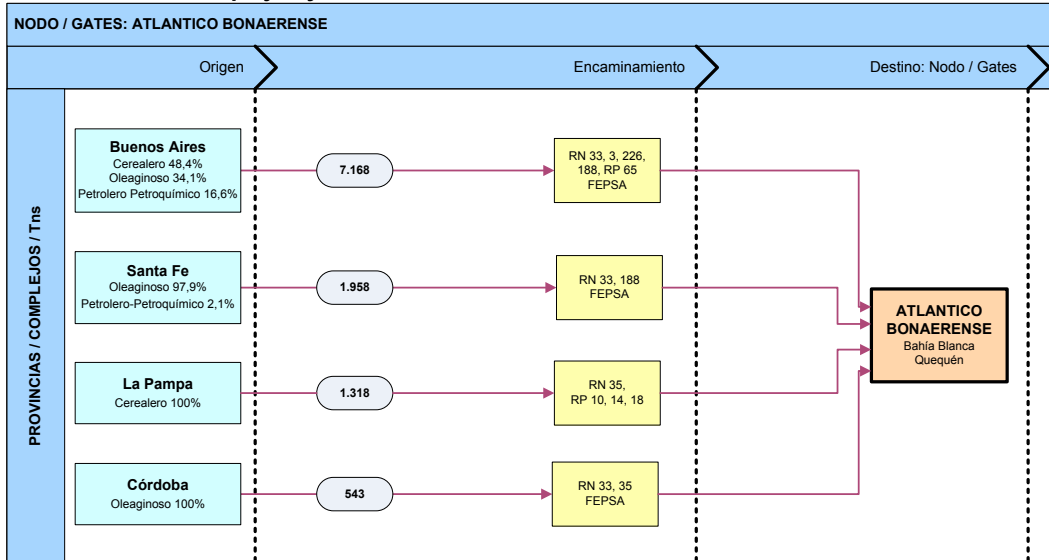 NODO / GATES: ATLANTICO BONAERENSE
Origen
Encaminamiento
Destino: Nodo / Gates
PROVINCIAS / COMPLEJOS / Tns
Buenos Aires
Cerealero 48,4%
Oleaginoso 34,1%
Petrolero Petroquímico 16,6%
7.168
RN 33, 3, 226,
188, RP 65
FEPSA
Santa Fe
Oleaginoso 97,9%
Petrolero-Petroquímico 2,1%
1.958
RN 33, 188
FEPSA
ATLANTICO
BONAERENSE
Bahía Blanca
Quequén
La Pampa
Cerealero 100%
1.318
RN 35,
RP 10, 14, 18
Córdoba
Oleaginoso 100%
543
RN 33, 35
FEPSA